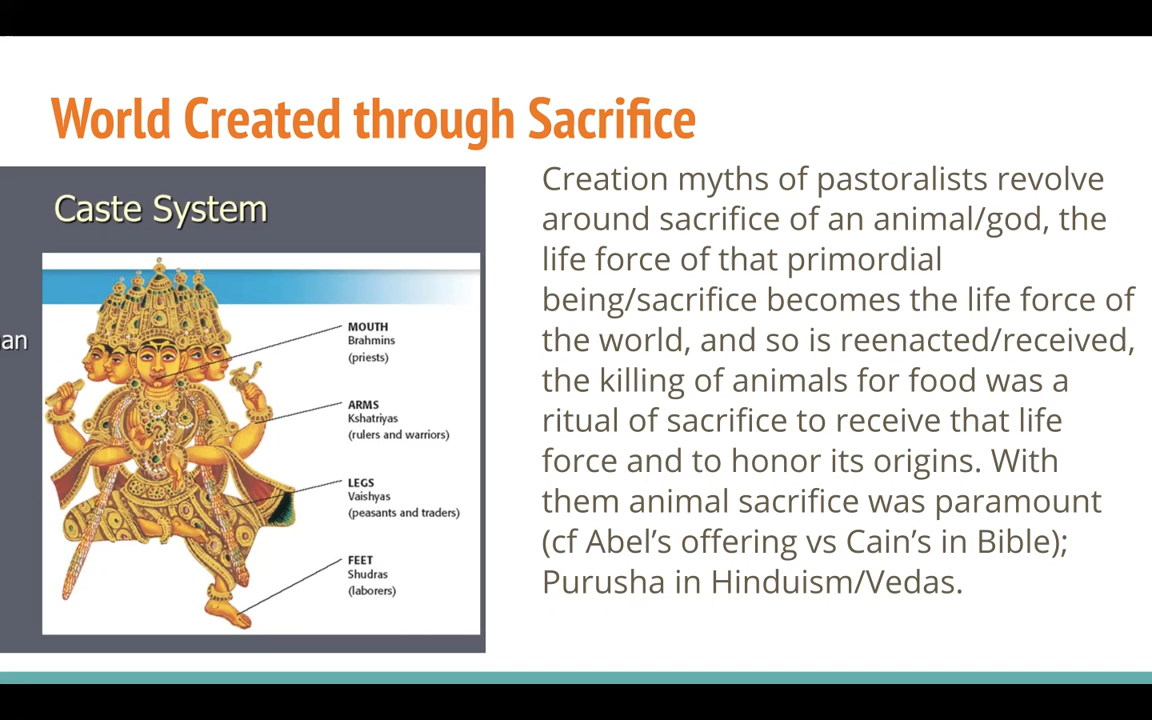 World Created through Sacrifice
Caste System
an
MOUTH
Brahmins
(priests)
ARMS
Kshatriyas
(rulers and warriors)
LEGS
Vaishyas
(peasants and traders)
FEET
Shudras
(laborers)
Creation myths of pastoralists revolve
around sacrifice of an animal/god, the
life force of that primordial
being/sacrifice becomes the life force of
the world, and so is reenacted/received,
the killing of animals for food was a
ritual of sacrifice to receive that life
force and to honor its origins. With
them animal sacrifice was paramount
(cf Abel’s offering vs Cain’s in Bible);
Purusha in Hinduism/Vedas.